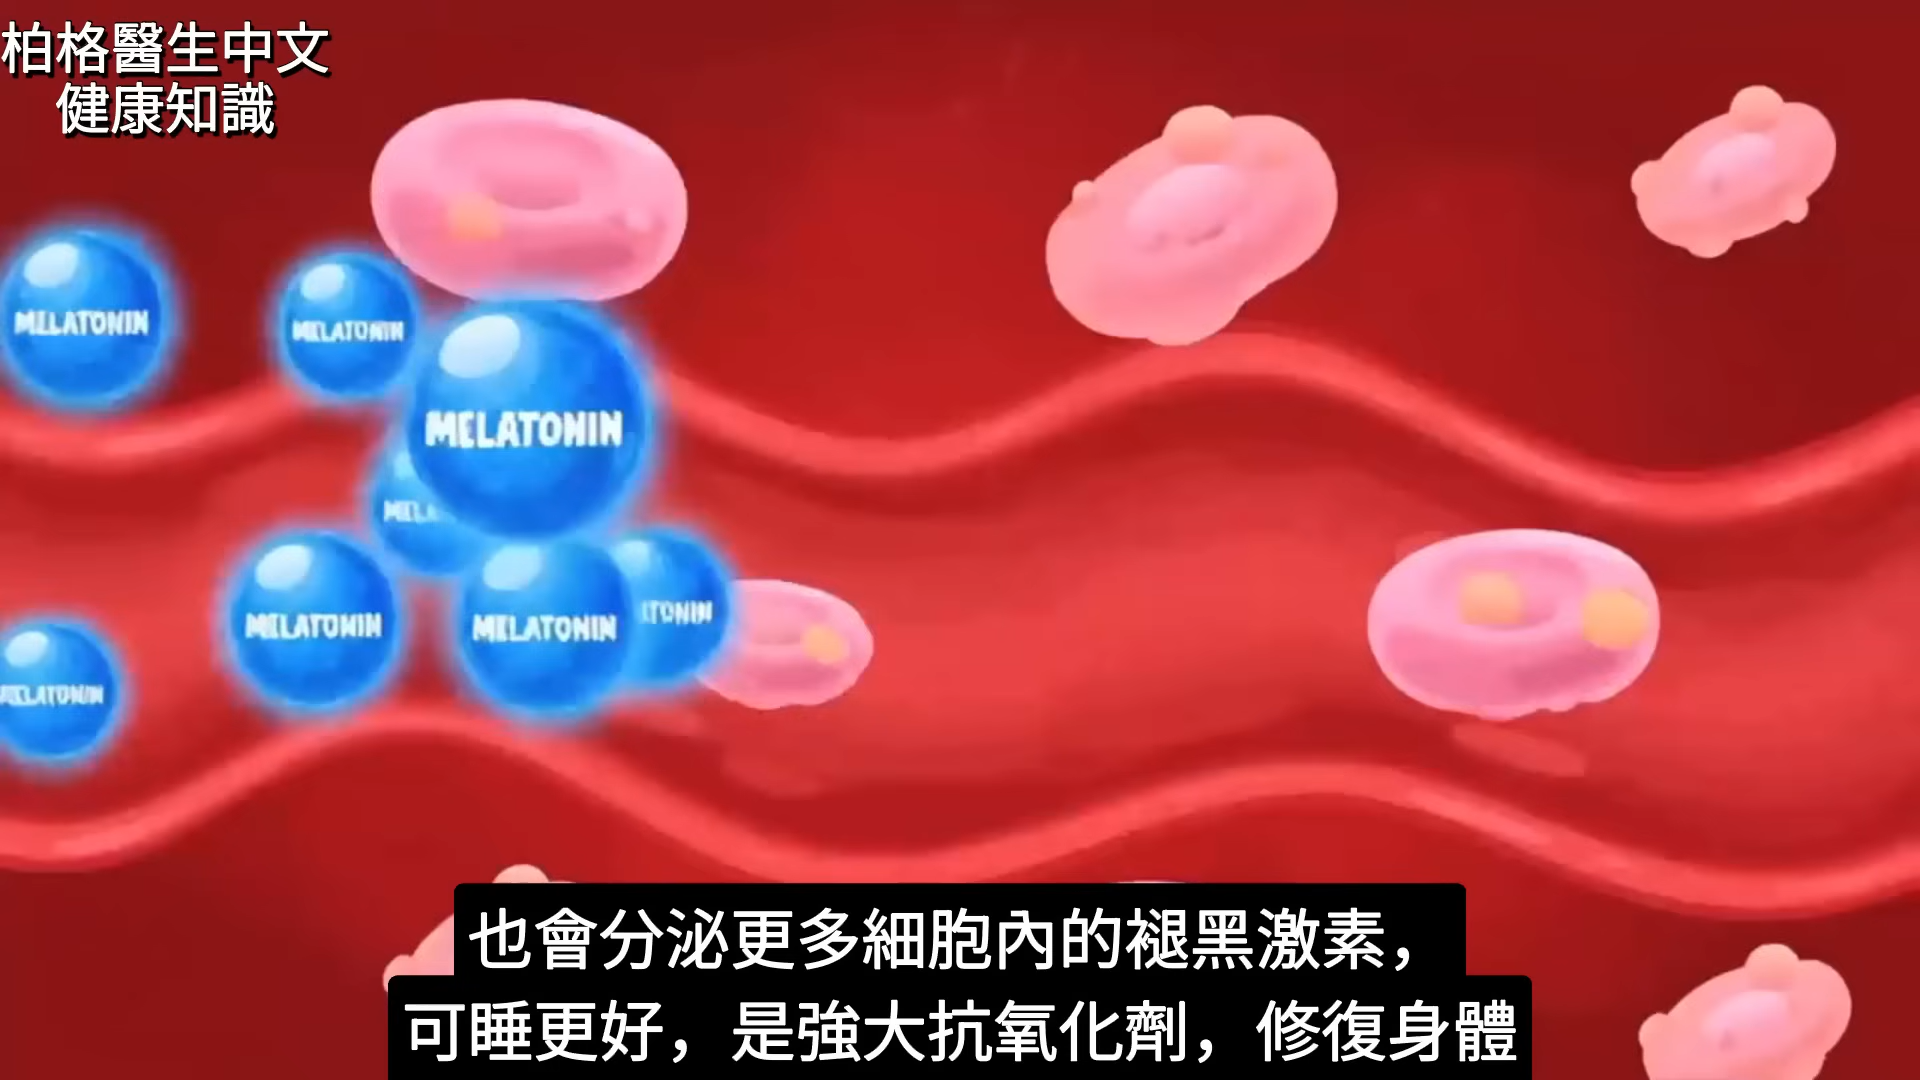 柏格醫生中文
健康知識
MELATONIN
MELATONIN
MELATONIN
MELATONIN
MELATONIN
MELATONIN
也會分泌更多細胞內的褪黑激素，
可睡更好，是強大抗氧化劑，修復身體